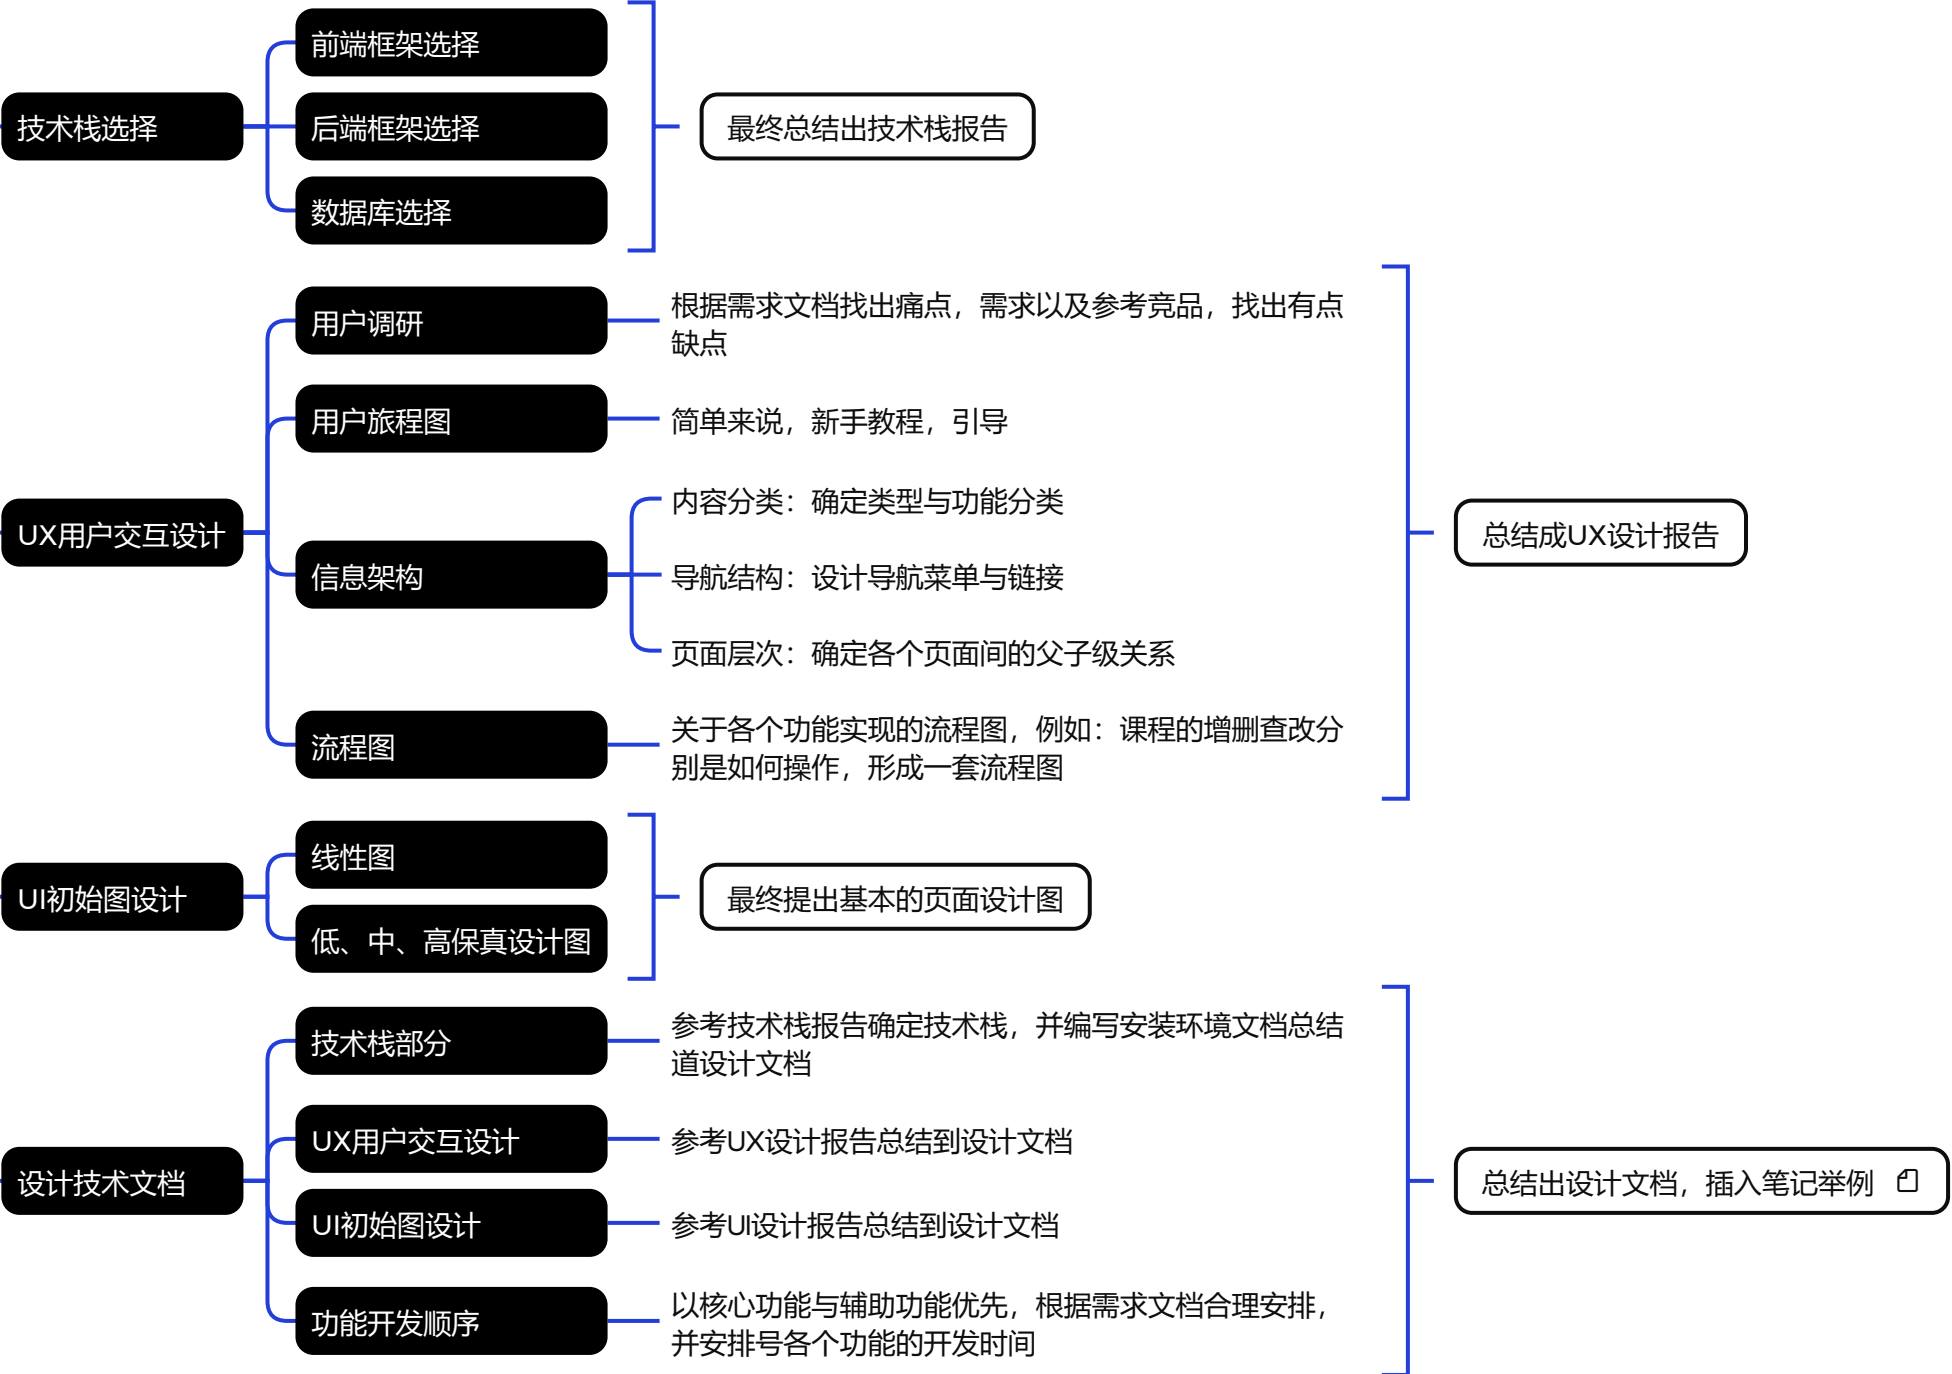 技术栈选择
前端框架选择
后端框架选择
数据库选择
最终总结出技术栈报告
UX用户交互设计
用户调研
根据需求文档找出痛点，需求以及参考竞品，找出有点
缺点
用户旅程图
简单来说，新手教程，引导
信息架构
内容分类：确定类型与功能分类
导航结构：设计导航菜单与链接
页面层次：确定各个页面间的父子级关系
流程图
关于各个功能实现的流程图，例如：课程的增删查改分
别是如何操作，形成一套流程图
总结成UX设计报告
UI初始图设计
线性图
低、中、高保真设计图
最终提出基本的页面设计图
设计技术文档
技术栈部分
参考技术栈报告确定技术栈，并编写安装环境文档总结
道设计文档
UX用户交互设计
参考UX设计报告总结到设计文档
UI初始图设计
参考UI设计报告总结到设计文档
功能开发顺序
以核心功能与辅助功能优先，根据需求文档合理安排，
并安排号各个功能的开发时间
总结出设计文档，插入笔记举例